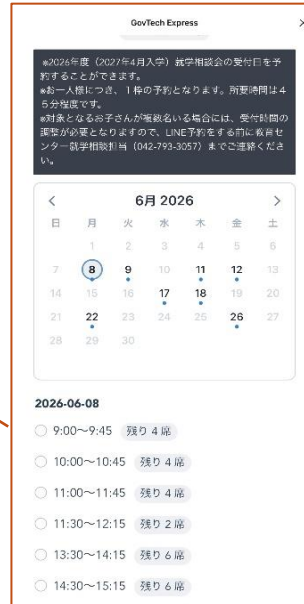 GovTech Express
×
※2026年度（2027年4月入学）就学相談会の受付日を予
約することができます。
※お一人様につき、1枠の予約となります。所要時間は4
5分程度です。
※対象となるお子さんが複数名いる場合には、受付時間の
調整が必要となりますので、LINE予約をする前に教育セ
ンター就学相談担当（042-793-3057）までご連絡くださ
い。
< 6月 2026 >
日 月 火 水 木 金 土
1 2 3 4 5 6
7 8 9 10 11 12 13
14 15 16 17 18 19 20
21 22 23 24 25 26 27
28 29 30
2026-06-08
9:00〜9:45 残り 4 席
10:00〜10:45 残り 4 席
11:00〜11:45 残り 4 席
11:30〜12:15 残り 2 席
13:30〜14:15 残り 6 席
14:30〜15:15 残り 6 席